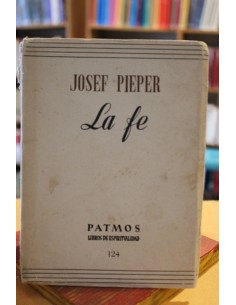 JOSEF PIEPER
La fe
PATMOS
LIBROS DE ESPIRITUALIDAD
124